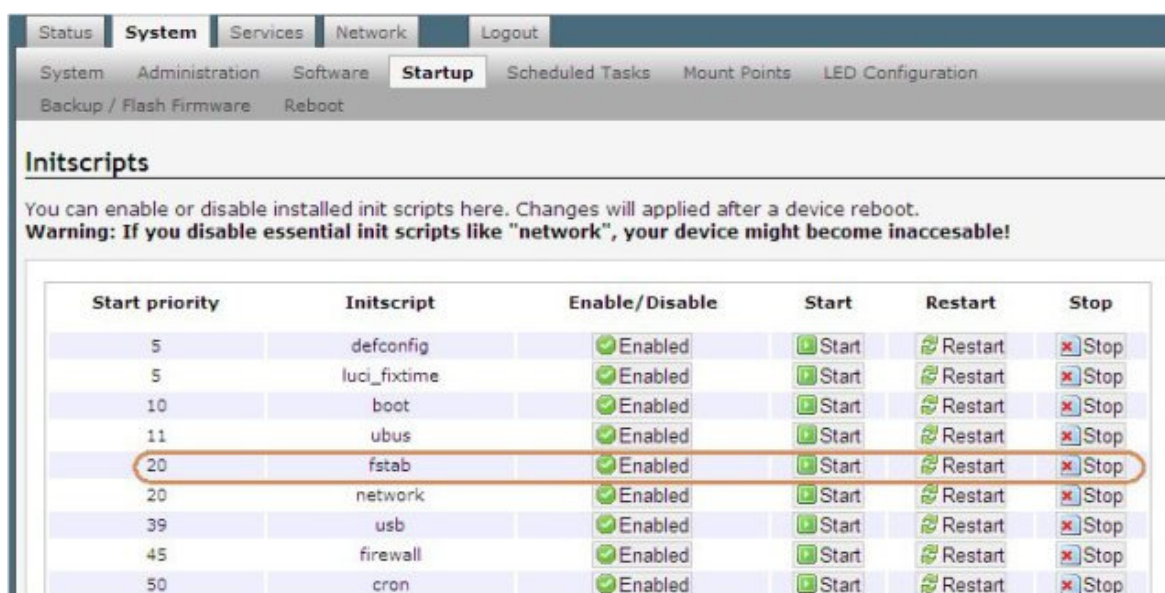 Status System Services Network Logout
System Administration Software Startup Scheduled Tasks Mount Points LED Configuration
Backup / Flash Firmware Reboot
Initscripts
You can enable or disable installed init scripts here. Changes will applied after a device reboot.
Warning: If you disable essential init scripts like "network", your device might become inaccesable!
Start priority Initscript Enable/Disable Start Restart Stop
5 defconfig Enabled Start Restart Stop
5 luci_fixtime Enabled Start Restart Stop
10 boot Enabled Start Restart Stop
11 ubus Enabled Start Restart Stop
20 fstab Enabled Start Restart Stop
20 network Enabled Start Restart Stop
39 usb Enabled Start Restart Stop
45 firewall Enabled Start Restart Stop
50 cron Enabled Start Restart Stop